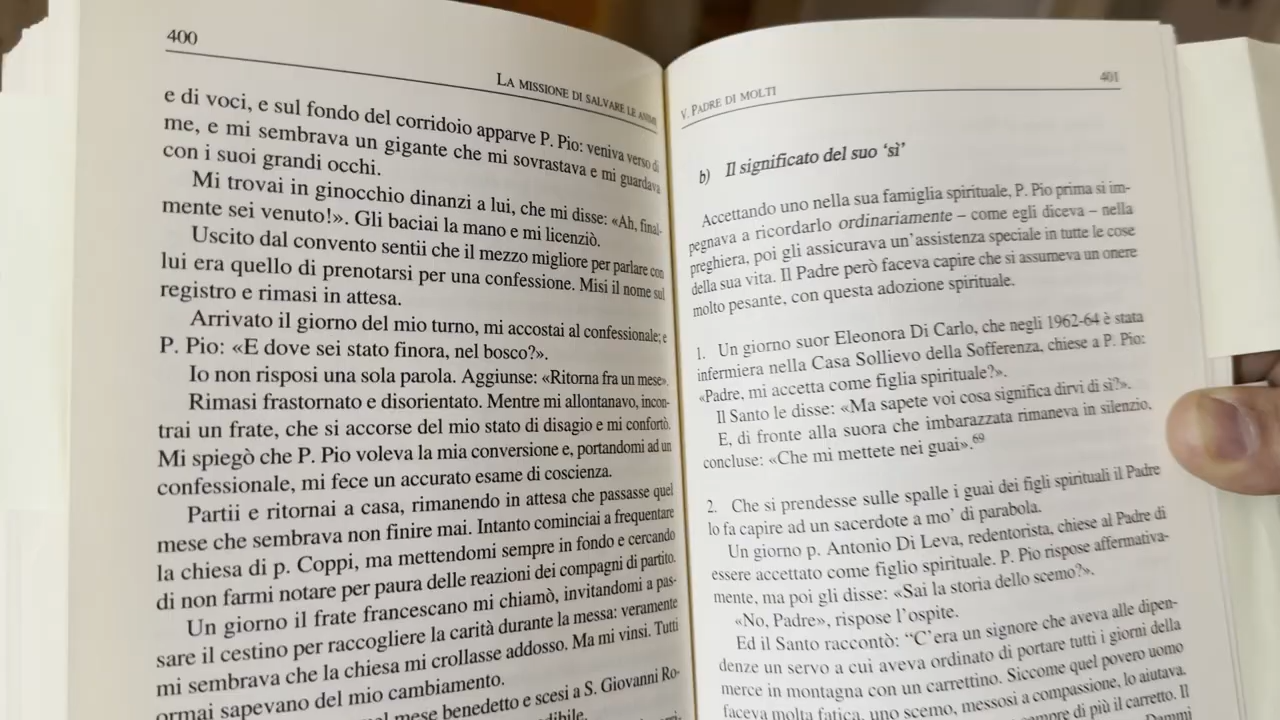 400
LA MISSIONE DI SALVARE LE ANIME
e di voci, e sul fondo del corridoio apparve P. Pio: veniva verso di
me, e mi sembrava un gigante che mi sovrastava e mi guardava
con i suoi grandi occhi.
Mi trovai in ginocchio dinanzi a lui, che mi disse: «Ah, final-
mente sei venuto!». Gli baciai la mano e mi licenziò.
Uscito dal convento sentii che il mezzo migliore per parlare con
lui era quello di prenotarsi per una confessione. Misi il nome sul
registro e rimasi in attesa.
Arrivato il giorno del mio turno, mi accostai al confessionale; e
P. Pio: «E dove sei stato finora, nel bosco?».
Io non risposi una sola parola. Aggiunse: «Ritorna fra un mese».
Rimasi frastornato e disorientato. Mentre mi allontanavo, incon-
trai un frate, che si accorse del mio stato di disagio e mi confortò.
Mi spiegò che P. Pio voleva la mia conversione e, portandomi ad un
confessionale, mi fece un accurato esame di coscienza.
Partii e ritornai a casa, rimanendo in attesa che passasse quel
mese che sembrava non finire mai. Intanto cominciai a frequentare
la chiesa di p. Coppi, ma mettendomi sempre in fondo e cercando
di non farmi notare per paura delle reazioni dei compagni di partito.
Un giorno il frate francescano mi chiamò, invitandomi a pas-
sare il cestino per raccogliere la carità durante la messa: veramente
mi sembrava che la chiesa mi crollasse addosso. Ma mi vinsi. Tutti
ormai sapevano del mio cambiamento.
mese benedetto e scesi a S. Giovanni Ro-
V. PADRE DI MOLTI
401
b) Il significato del suo ‘sì’
Accettando uno nella sua famiglia spirituale, P. Pio prima si im-
pegnava a ricordarlo ordinariamente – come egli diceva – nella
preghiera, poi gli assicurava un’assistenza speciale in tutte le cose
della sua vita. Il Padre però faceva capire che si assumeva un onere
molto pesante, con questa adozione spirituale.
1. Un giorno suor Eleonora Di Carlo, che negli 1962-64 è stata
infermiera nella Casa Sollievo della Sofferenza, chiese a P. Pio:
«Padre, mi accetta come figlia spirituale?».
Il Santo le disse: «Ma sapete voi cosa significa dirvi di sì?».
E, di fronte alla suora che imbarazzata rimaneva in silenzio,
concluse: «Che mi mettete nei guai».69
2. Che si prendesse sulle spalle i guai dei figli spirituali il Padre
lo fa capire ad un sacerdote a mo’ di parabola.
Un giorno p. Antonio Di Leva, redentorista, chiese al Padre di
essere accettato come figlio spirituale. P. Pio rispose affermativa-
mente, ma poi gli disse: «Sai la storia dello scemo?».
«No, Padre», rispose l’ospite.
Ed il Santo raccontò: “C’era un signore che aveva alle dipen-
denze un servo a cui aveva ordinato di portare tutti i giorni della
merce in montagna con un carrettino. Siccome quel povero uomo
faceva molta fatica, uno scemo, messosi a compassione, lo aiutava.
di più il carretto. Il